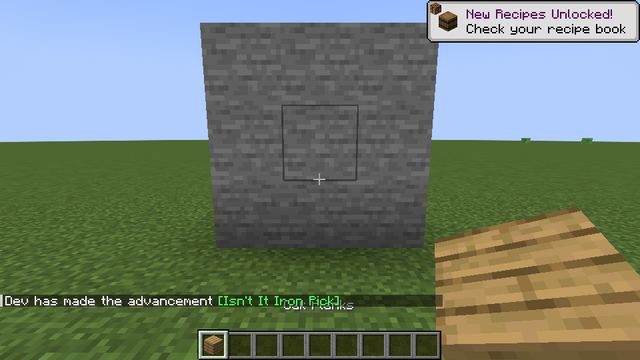 New Recipes Unlocked!
Check your recipe book
Dev has made the advancement [Isn't It Iron Pick]
Oak Planks